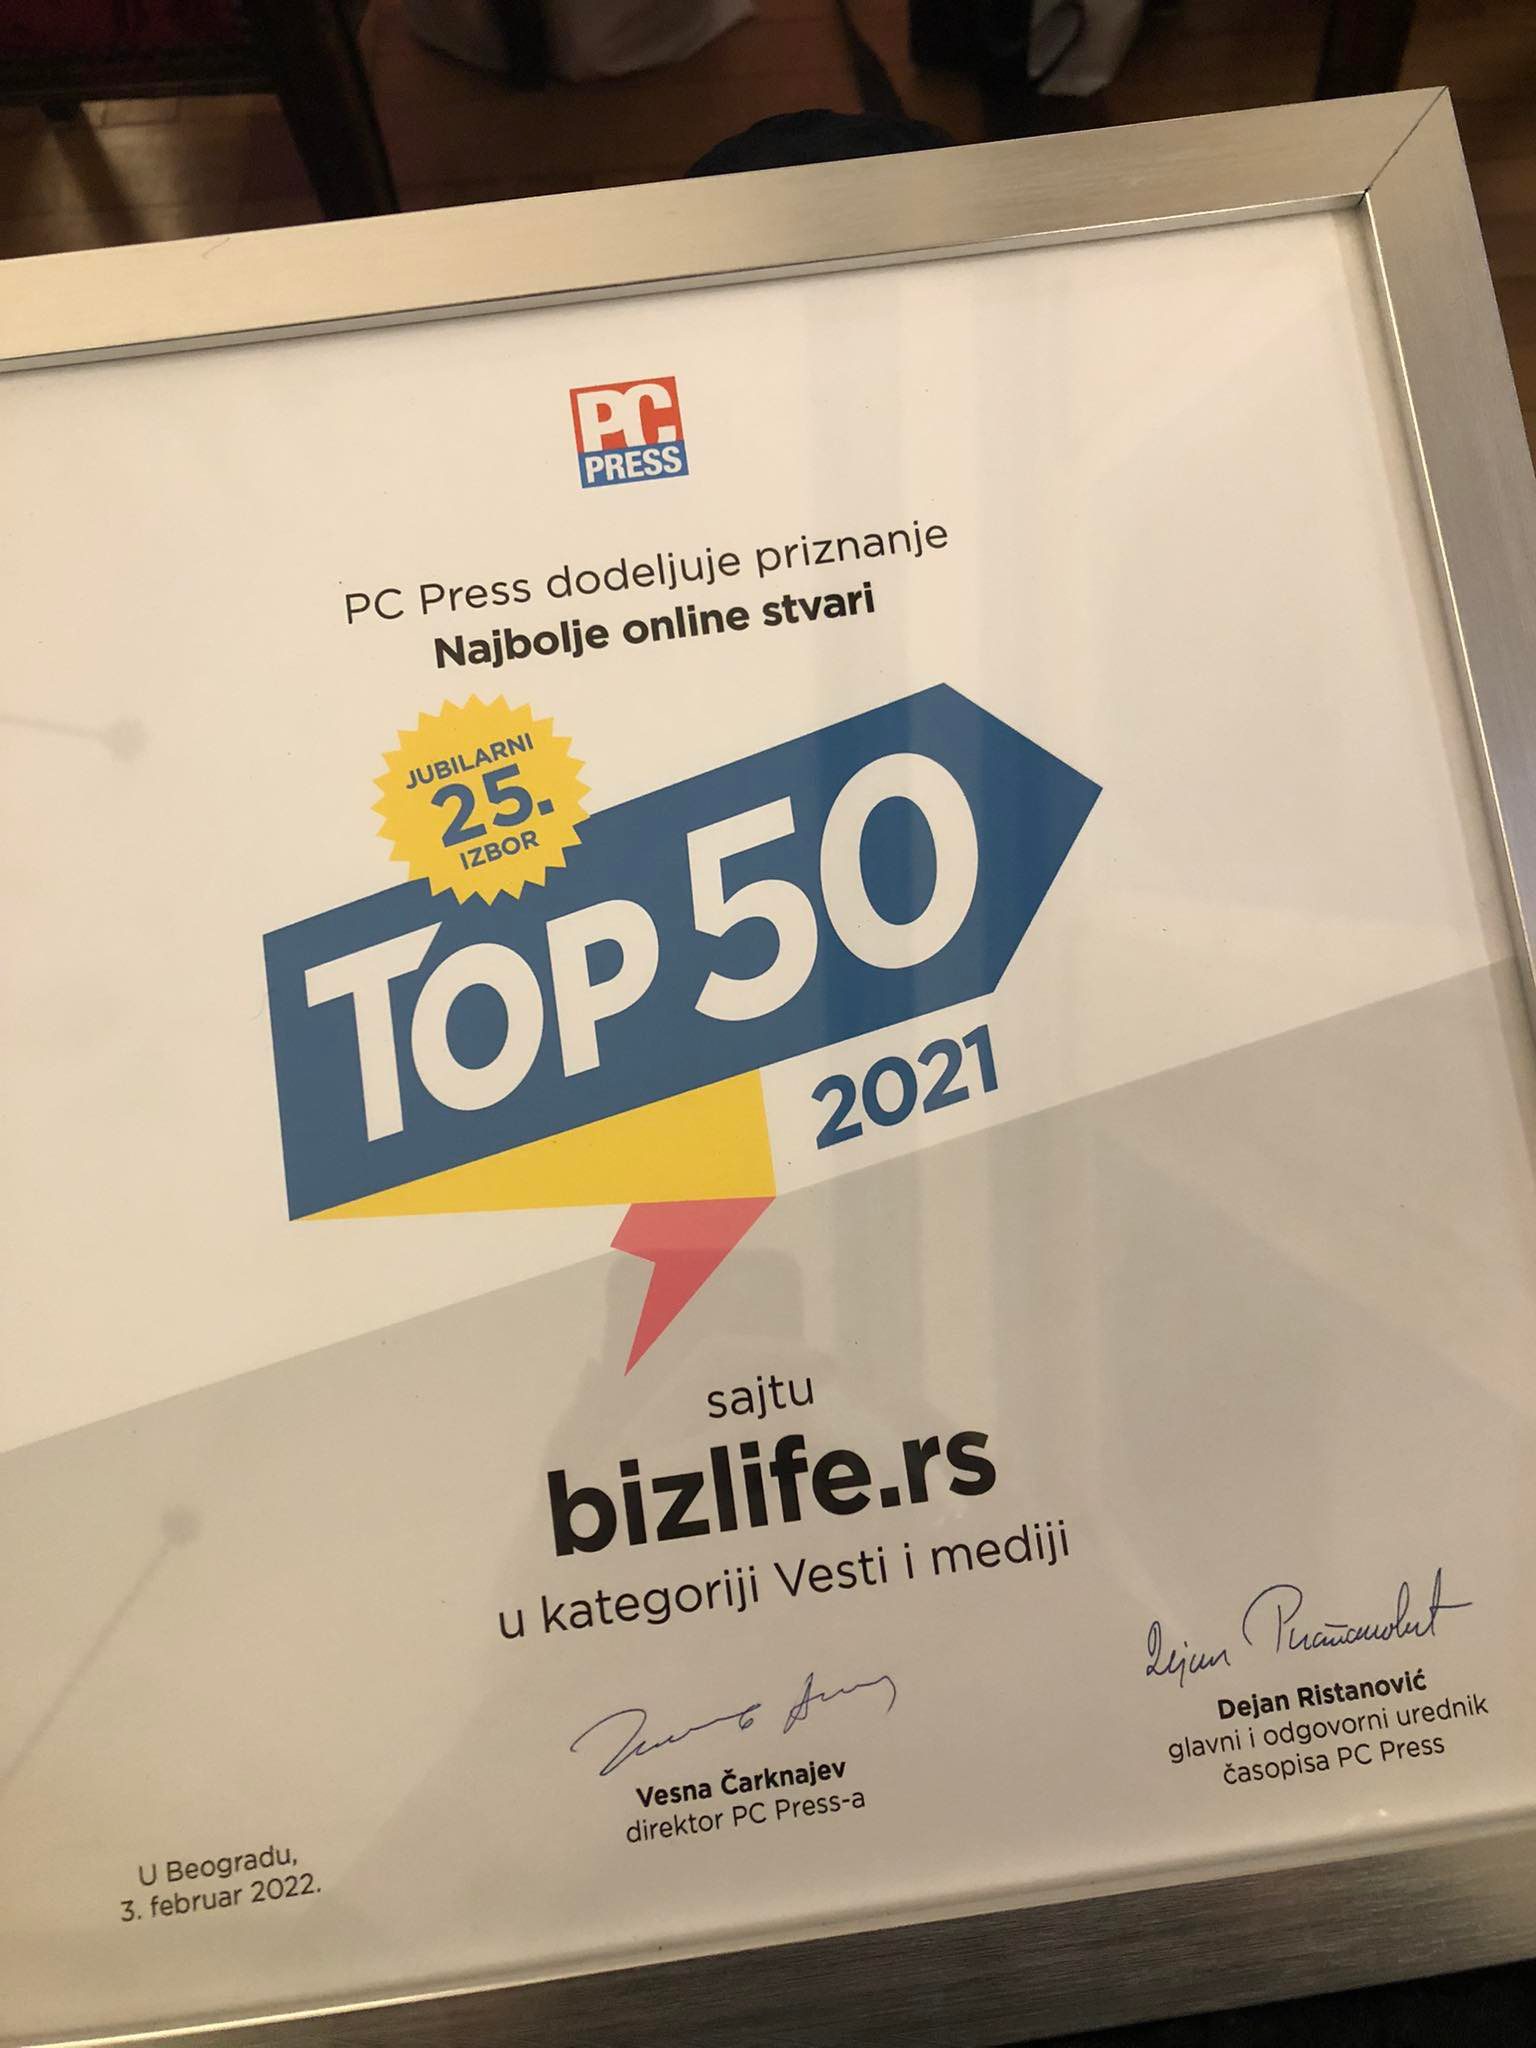 PC
PRESS
PC Press dodeljuje priznanje
Najbolje online stvari
JUBILARNI
25.
IZBOR
TOP 50
2021
sajtu
bizlife.rs
u kategoriji Vesti i mediji
Vesna Čarknajev
direktor PC Press-a
Dejan Ristanović
glavni i odgovorni urednik
časopisa PC Press
U Beogradu,
3. februar 2022.